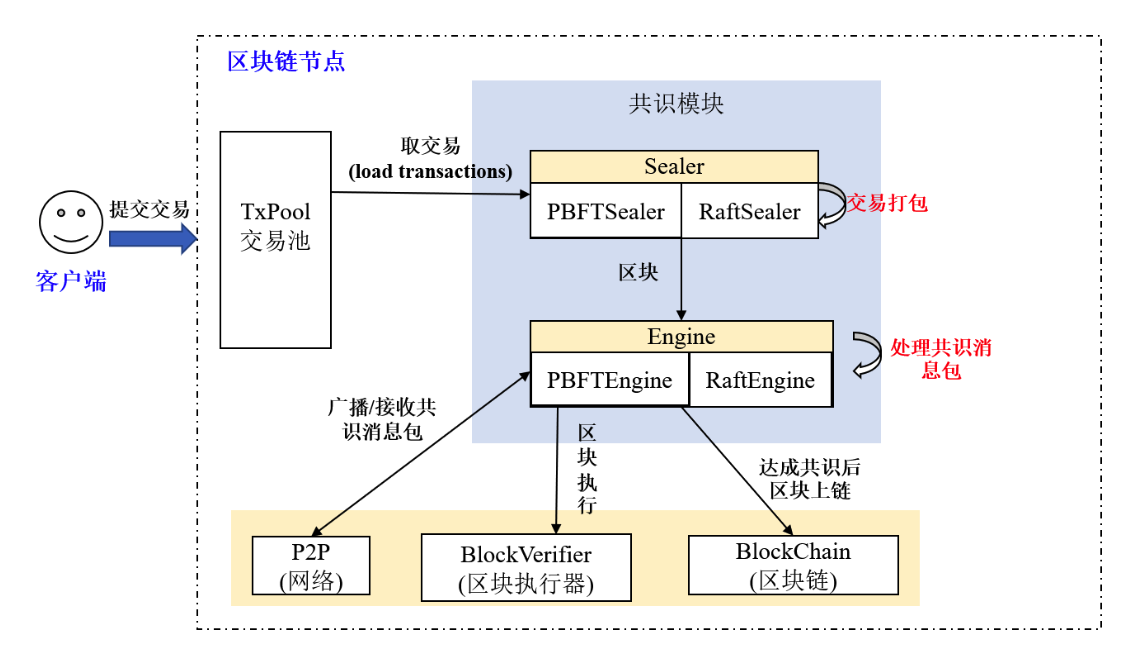 区块链节点
共识模块
取交易
(load transactions)
Sealer
PBFTSealer
RaftSealer
交易打包
TxPool
交易池
提交交易
客户端
区块
Engine
PBFTEngine
RaftEngine
处理共识消
息包
广播/接收共
识消息包
区
块
执
行
达成共识后
区块上链
P2P
(网络)
BlockVerifier
(区块执行器)
BlockChain
(区块链)